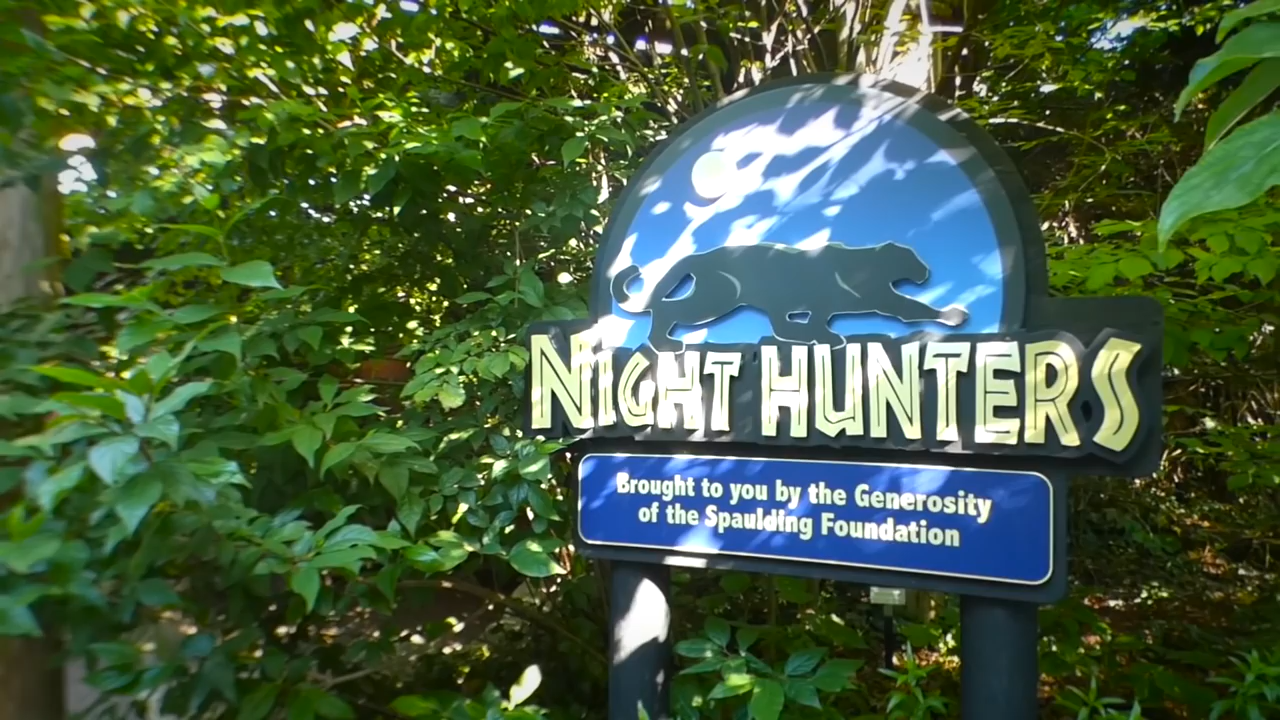 NIGHT HUNTERS
Brought to you by the Generosity
of the Spaulding Foundation